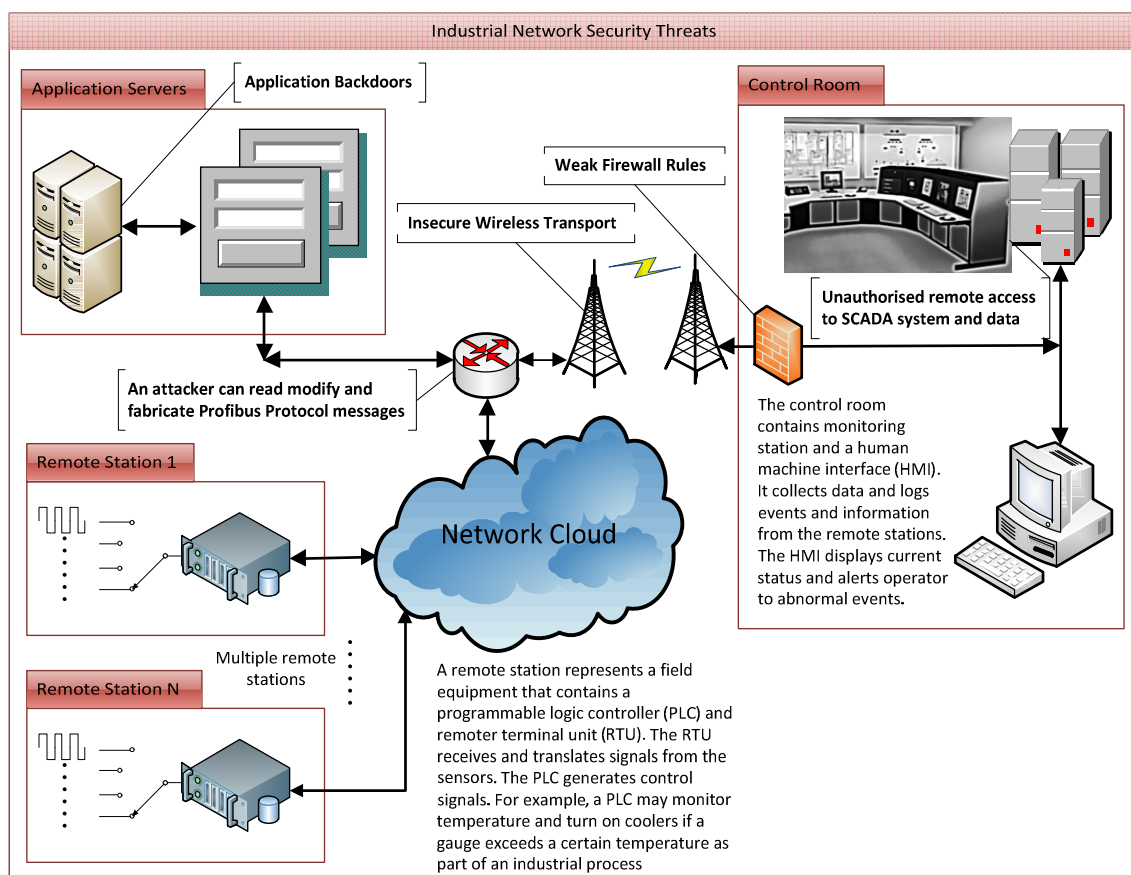 Industrial Network Security Threats
Application Servers
Application Backdoors
Control Room
Weak Firewall Rules
Insecure Wireless Transport
Unauthorised remote access
to SCADA system and data
An attacker can read modify and
fabricate Profibus Protocol messages
The control room
contains monitoring
station and a human
machine interface (HMI).
It collects data and logs
events and information
from the remote stations.
The HMI displays current
status and alerts operator
to abnormal events.
Remote Station 1
Network Cloud
Multiple remote
stations
Remote Station N
A remote station represents a field
equipment that contains a
programmable logic controller (PLC) and
remoter terminal unit (RTU). The RTU
receives and translates signals from the
sensors. The PLC generates control
signals. For example, a PLC may monitor
temperature and turn on coolers if a
gauge exceeds a certain temperature as
part of an industrial process